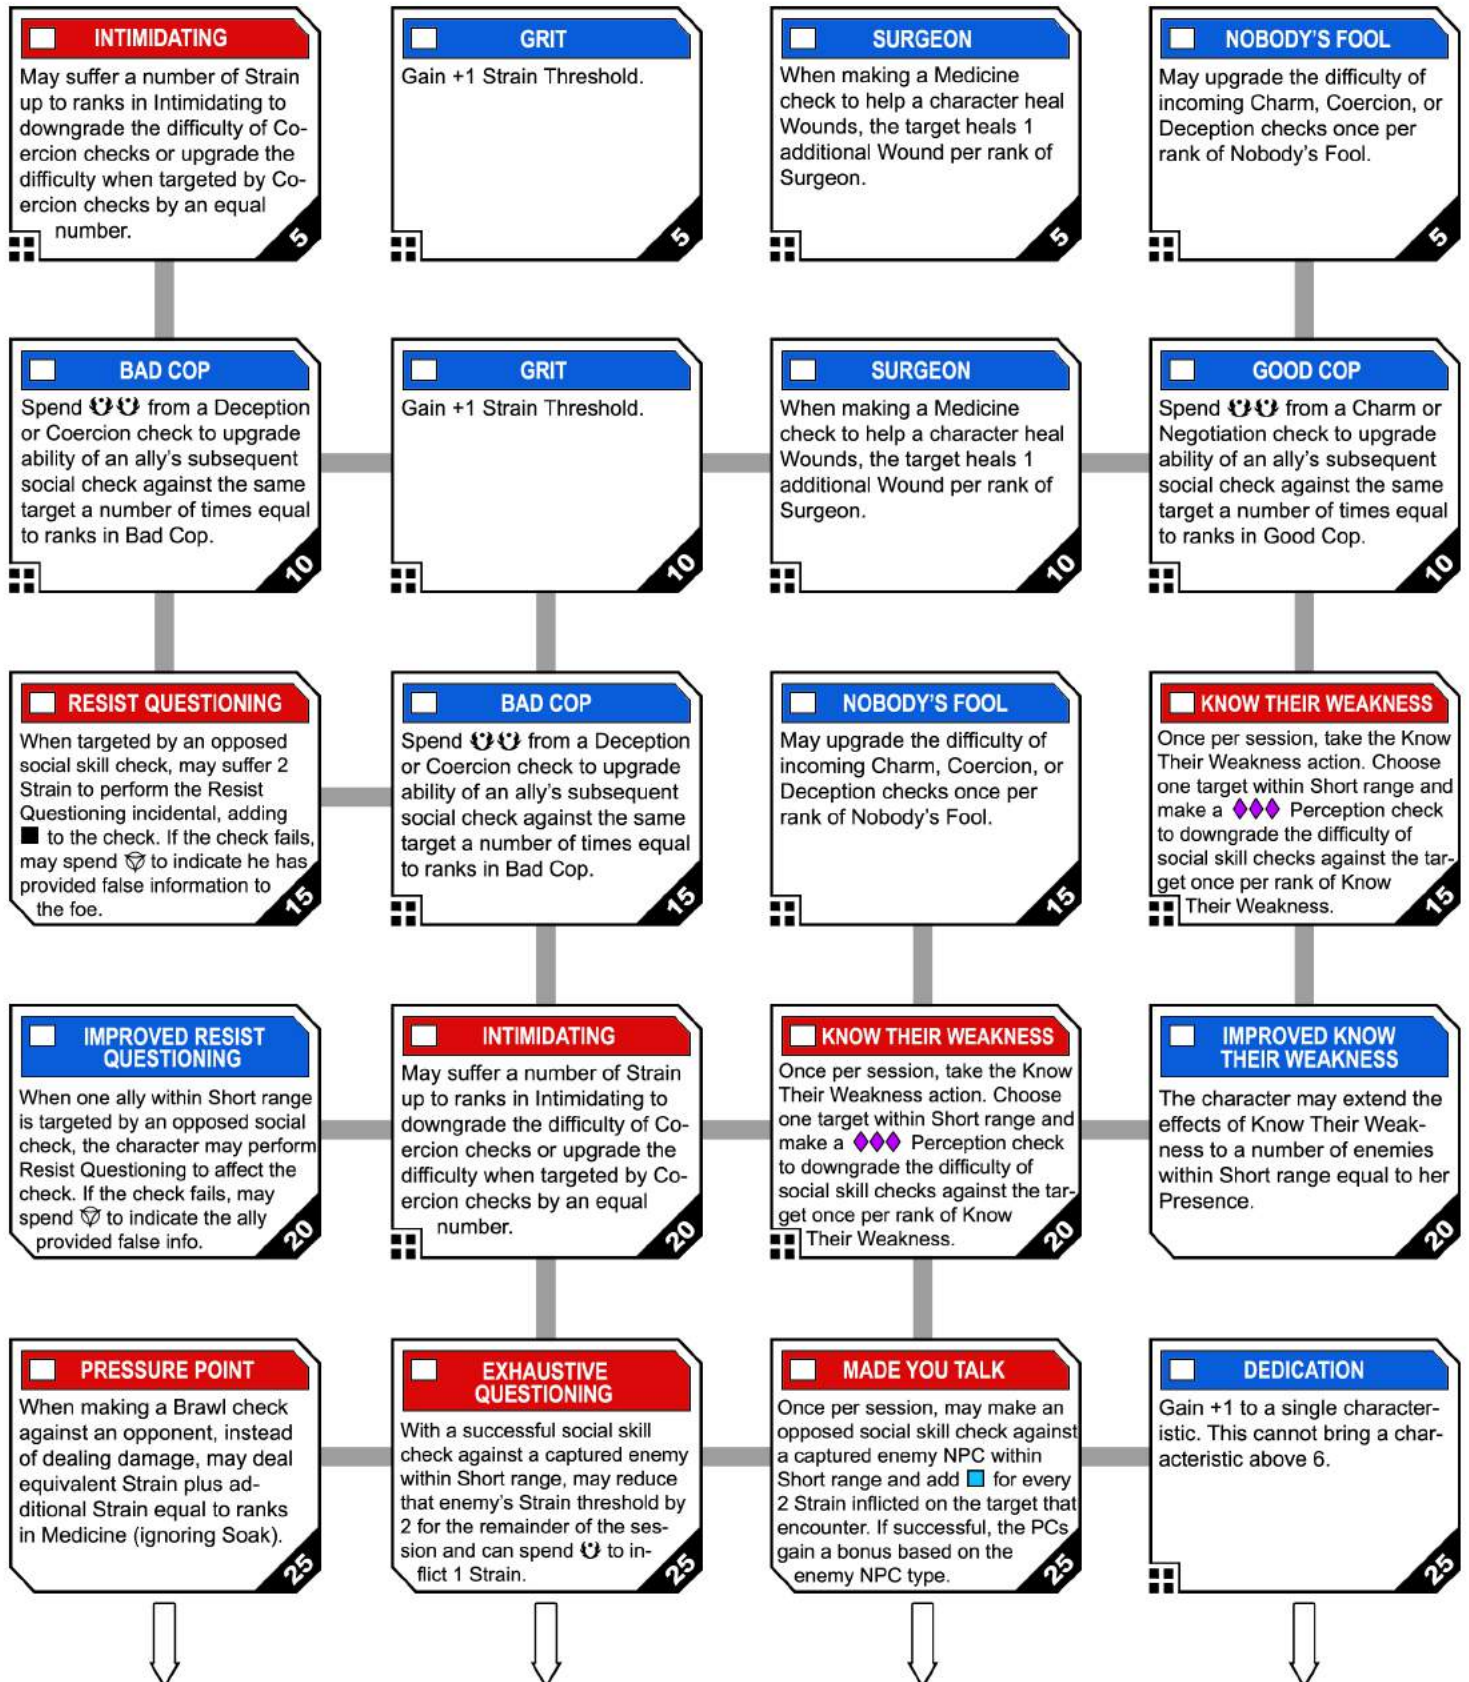 INTIMIDATING
May suffer a number of Strain
up to ranks in Intimidating to
downgrade the difficulty of Co-
ercion checks or upgrade the
difficulty when targeted by Co-
ercion checks by an equal
number.
5
GRIT
Gain +1 Strain Threshold.
5
SURGEON
When making a Medicine
check to help a character heal
Wounds, the target heals 1
additional Wound per rank of
Surgeon.
5
NOBODY'S FOOL
May upgrade the difficulty of
incoming Charm, Coercion, or
Deception checks once per
rank of Nobody's Fool.
5
BAD COP
Spend from a Deception
or Coercion check to upgrade
ability of an ally's subsequent
social check against the same
target a number of times equal
to ranks in Bad Cop.
10
GRIT
Gain +1 Strain Threshold.
10
SURGEON
When making a Medicine
check to help a character heal
Wounds, the target heals 1
additional Wound per rank of
Surgeon.
10
GOOD COP
Spend from a Charm or
Negotiation check to upgrade
ability of an ally's subsequent
social check against the same
target a number of times equal
to ranks in Good Cop.
10
RESIST QUESTIONING
When targeted by an opposed
social skill check, may suffer 2
Strain to perform the Resist
Questioning incidental, adding
to the check. If the check fails,
may spend to indicate he has
provided false information to
the foe.
15
BAD COP
Spend from a Deception
or Coercion check to upgrade
ability of an ally's subsequent
social check against the same
target a number of times equal
to ranks in Bad Cop.
15
NOBODY'S FOOL
May upgrade the difficulty of
incoming Charm, Coercion, or
Deception checks once per
rank of Nobody's Fool.
15
KNOW THEIR WEAKNESS
Once per session, take the Know
Their Weakness action. Choose
one target within Short range and
make a Perception check
to downgrade the difficulty of
social skill checks against the tar-
get once per rank of Know
Their Weakness.
15
IMPROVED RESIST
QUESTIONING
When one ally within Short range
is targeted by an opposed social
check, the character may perform
Resist Questioning to affect the
check. If the check fails, may
spend to indicate the ally
provided false info.
20
INTIMIDATING
May suffer a number of Strain
up to ranks in Intimidating to
downgrade the difficulty of Co-
ercion checks or upgrade the
difficulty when targeted by Co-
ercion checks by an equal
number.
20
KNOW THEIR WEAKNESS
Once per session, take the Know
Their Weakness action. Choose
one target within Short range and
make a Perception check
to downgrade the difficulty of
social skill checks against the tar-
get once per rank of Know
Their Weakness.
20
IMPROVED KNOW
THEIR WEAKNESS
The character may extend the
effects of Know Their Weak-
ness to a number of enemies
within Short range equal to her
Presence.
20
PRESSURE POINT
When making a Brawl check
against an opponent, instead
of dealing damage, may deal
equivalent Strain plus ad-
ditional Strain equal to ranks
in Medicine (ignoring Soak).
25
EXHAUSTIVE
QUESTIONING
With a successful social skill
check against a captured enemy
within Short range, may reduce
that enemy's Strain threshold by
2 for the remainder of the ses-
sion and can spend to in-
flict 1 Strain.
25
MADE YOU TALK
Once per session, may make an
opposed social skill check against
a captured enemy NPC within
Short range and add for every
2 Strain inflicted on the target that
encounter. If successful, the PCs
gain a bonus based on the
enemy NPC type.
25
DEDICATION
Gain +1 to a single character-
istic. This cannot bring a char-
acteristic above 6.
25